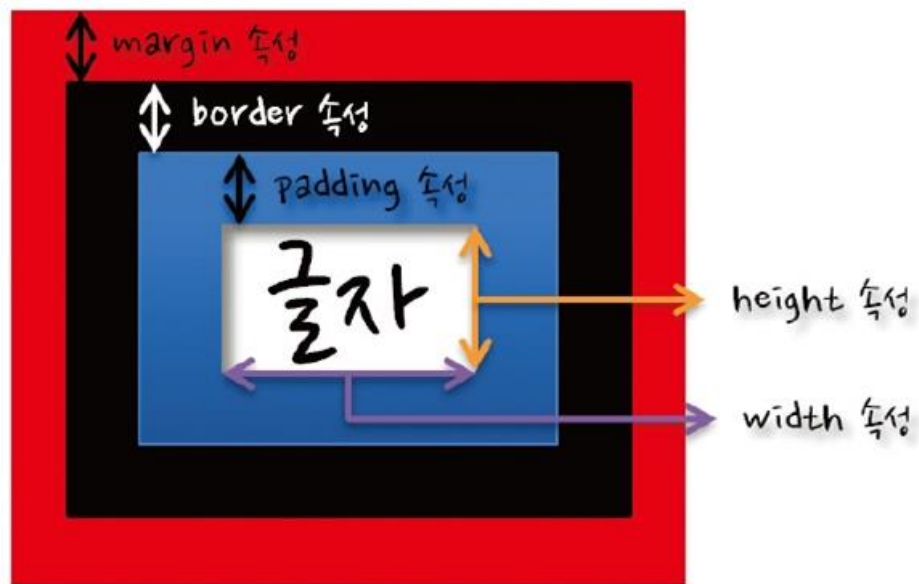 margin 속성
border 속성
padding 속성
글자
height 속성
width 속성